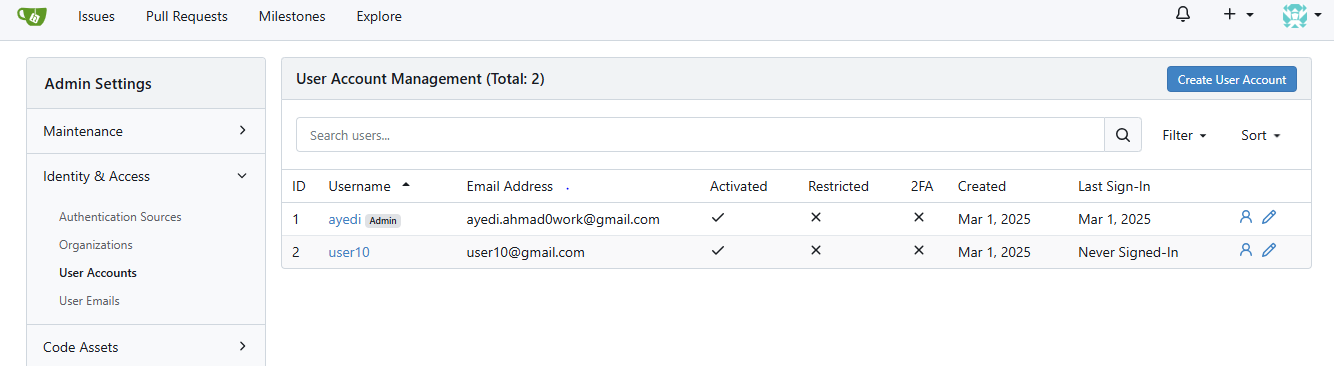 Issues Pull Requests Milestones Explore
Admin Settings
Maintenance
Identity & Access
Authentication Sources
Organizations
User Accounts
User Emails
Code Assets
User Account Management (Total: 2) Create User Account
Search users... Filter Sort
ID Username Email Address Activated Restricted 2FA Created Last Sign-In
1 ayedi Admin ayedi.ahmad0work@gmail.com Mar 1, 2025 Mar 1, 2025
2 user10 user10@gmail.com Mar 1, 2025 Never Signed-In